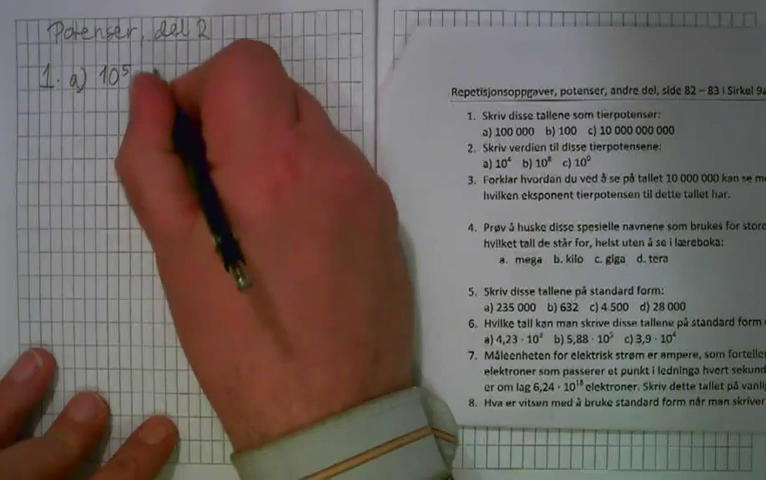 Potenser, del 2
1. a) 10⁵
Repetisjonsoppgaver, potenser, andre del, side 82 – 83 i Sirkel 9a
1. Skriv disse tallene som tierpotenser:
a) 100 000 b) 100 c) 10 000 000 000
2. Skriv verdien til disse tierpotensene:
a) 10⁴ b) 10⁸ c) 10⁰
3. Forklar hvordan du ved å se på tallet 10 000 000 kan se
hvilken eksponent tierpotensen til dette tallet har.
4. Prøv å huske disse spesielle navnene som brukes for
hvilket tall de står for, helst uten å se i læreboka:
a. mega b. kilo c. giga d. tera
5. Skriv disse tallene på standard form:
a) 235 000 b) 632 c) 4 500 d) 28 000
6. Hvilke tall kan man skrive disse tallene på standard form
a) 4,23 · 10 b) 5,88 · 10⁵ c) 3,9 · 10⁴
7. Måleenheten for elektrisk strøm er ampere, som
elektroner som passerer et punkt i ledninga hvert
er om lag 6,24 · 10¹⁸ elektroner. Skriv dette tallet på
8. Hva er vitsen med å bruke standard form når man skriver